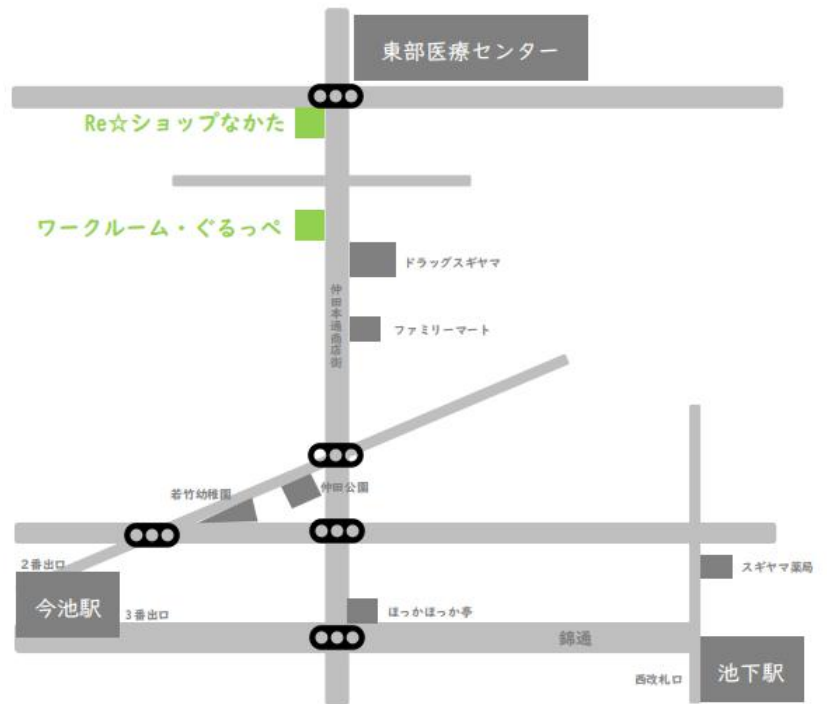 東部医療センター
Re☆ショップなかた
ワークルーム・ぐるっぺ
ドラッグスギヤマ
仲田本通商店街
ファミリーマート
若竹幼稚園
仲田公園
2番出口
今池駅
3番出口
ほっかほっか亭
スギヤマ薬局
錦通
西改札口
池下駅